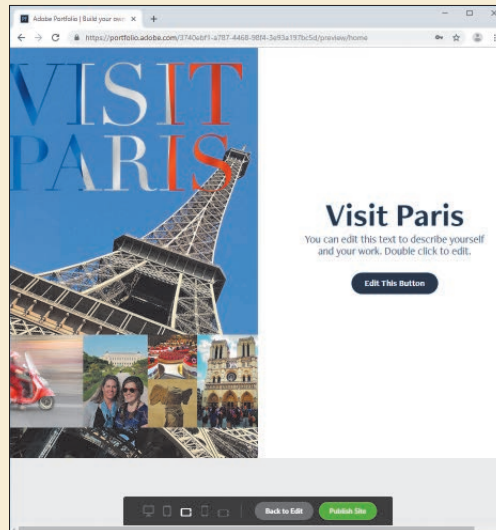 Adobe Portfolio | Build your own
https://portfolio.adobe.com/3740ebf1-a787-4468-98f4-3e93a197bc5d/preview/home
VISIT
PARIS
Visit Paris
You can edit this text to describe yourself
and your work. Double click to edit.
Edit This Button
Back to Edit
Publish Site